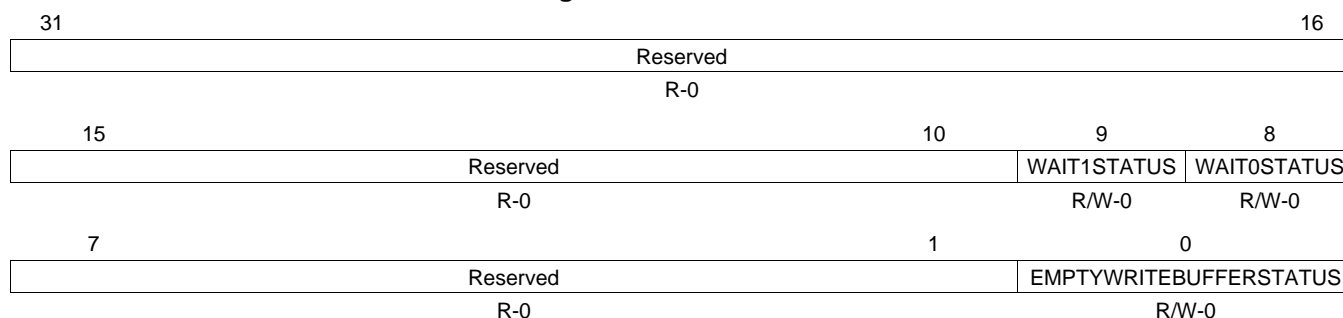 31 16
Reserved
R-0
15 10 9 8
Reserved WAIT1STATUS WAIT0STATUS
R-0 R/W-0 R/W-0
7 1 0
Reserved EMPTYWRITEBUFFERSTATUS
R-0 R/W-0